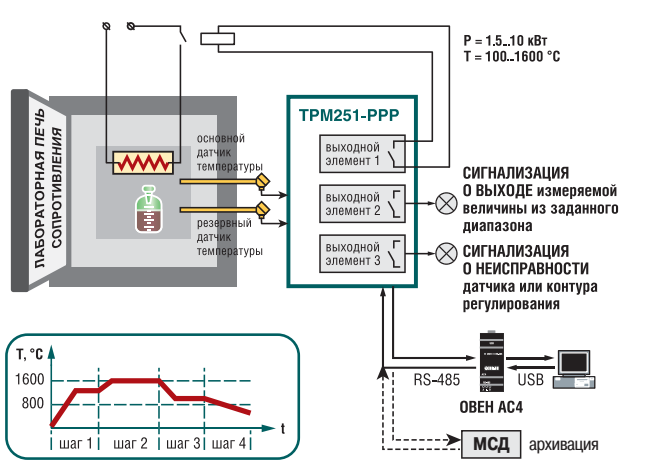 P = 1.5..10 кВт
T = 100..1600 °C
ЛАБОРАТОРНАЯ ПЕЧЬ
СОПРОТИВЛЕНИЯ
основной
датчик
температуры
резервный
датчик
температуры
ТРМ251-РРР
выходной
элемент 1
выходной
элемент 2
выходной
элемент 3
СИГНАЛИЗАЦИЯ
О ВЫХОДЕ измеряемой
величины из заданного
диапазона
СИГНАЛИЗАЦИЯ
О НЕИСПРАВНОСТИ
датчика или контура
регулирования
T, °C
1600
800
t
шаг 1
шаг 2
шаг 3
шаг 4
RS-485
USB
ОВЕН АС4
МСД
архивация